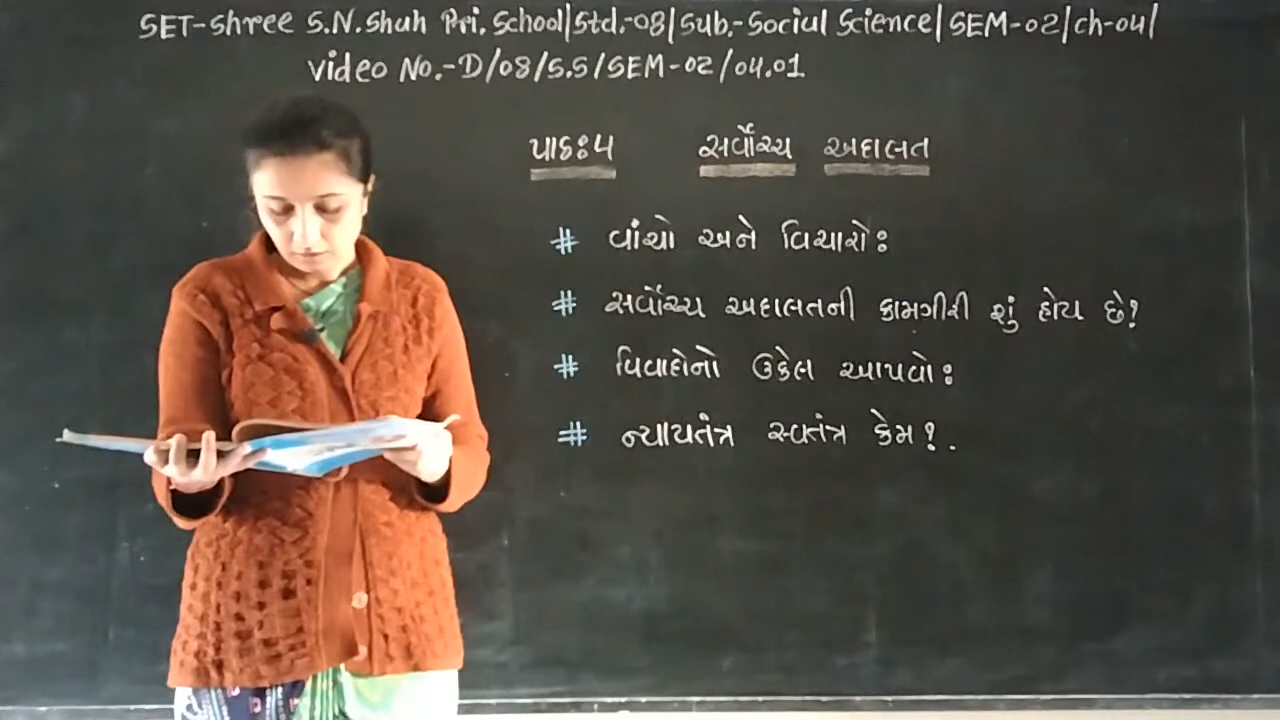 SET-Shree S.N.Shah Pri. School/Std.-08/Sub.-Social Science/SEM-02/ch-04/
video No.-D/08/S.S/SEM-02/04.01
પાઠઃ૫ સર્વોચ્ચ અદાલત
# વાંચો અને વિચારોઃ
# સર્વોચ્ચ અદાલતની કામગીરી શું હોય છે?
# વિવાદોનો ઉકેલ આપવોઃ
# ન્યાયતંત્ર સ્વતંત્ર કેમ?.